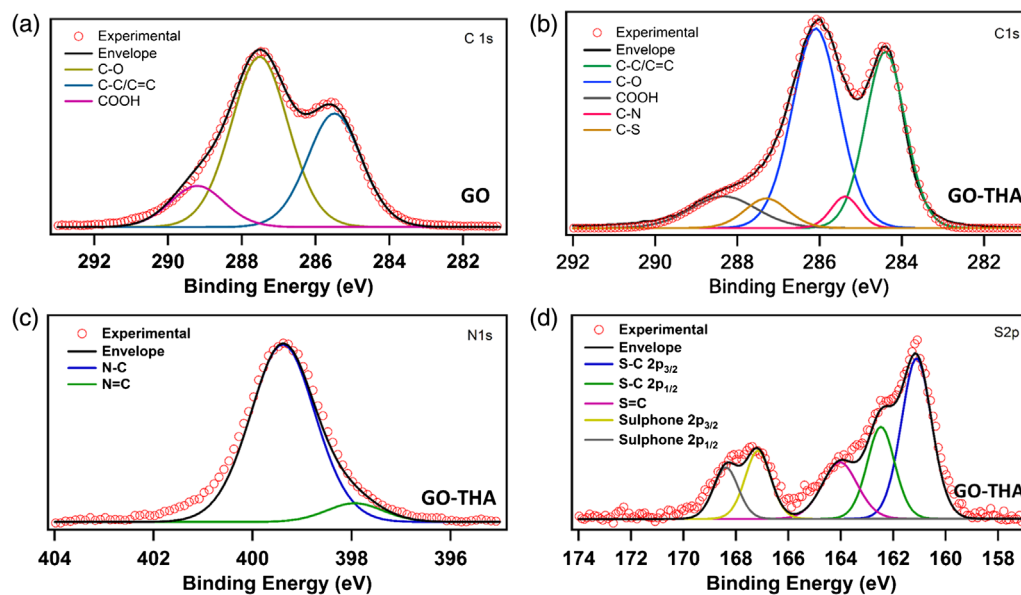 (a)
C 1s
Experimental
Envelope
C-O
C-C/C=C
COOH
GO
292 290 288 286 284 282
Binding Energy (eV)
(b)
C1s
Experimental
Envelope
C-C/C=C
C-O
COOH
C-N
C-S
GO-THA
292 290 288 286 284 282
Binding Energy (eV)
(c)
N1s
Experimental
Envelope
N-C
N=C
GO-THA
404 402 400 398 396
Binding Energy (eV)
(d)
S2p
Experimental
Envelope
S-C 2p3/2
S-C 2p1/2
S=C
Sulphone 2p3/2
Sulphone 2p1/2
GO-THA
174 172 170 168 166 164 162 160 158
Binding Energy (eV)